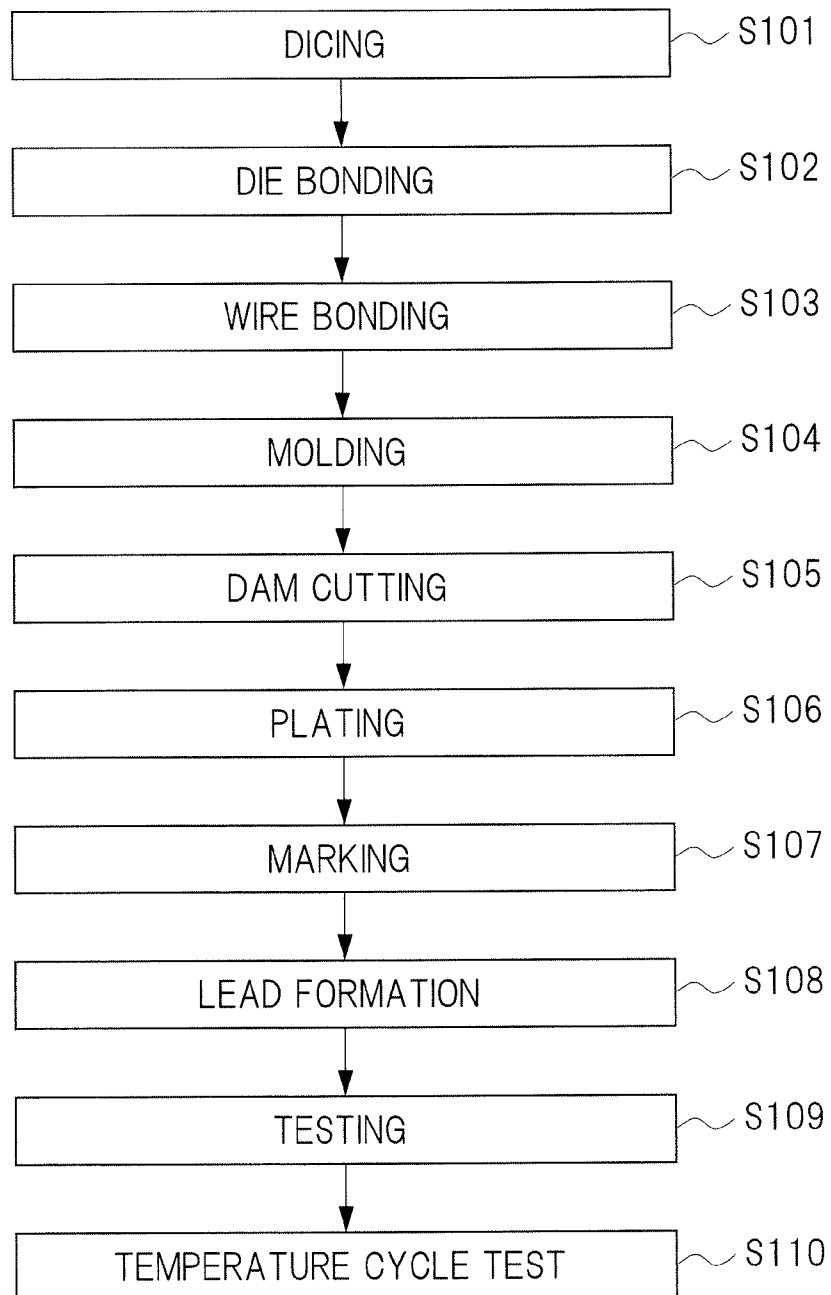 DICING S101
DIE BONDING S102
WIRE BONDING S103
MOLDING S104
DAM CUTTING S105
PLATING S106
MARKING S107
LEAD FORMATION S108
TESTING S109
TEMPERATURE CYCLE TEST S110